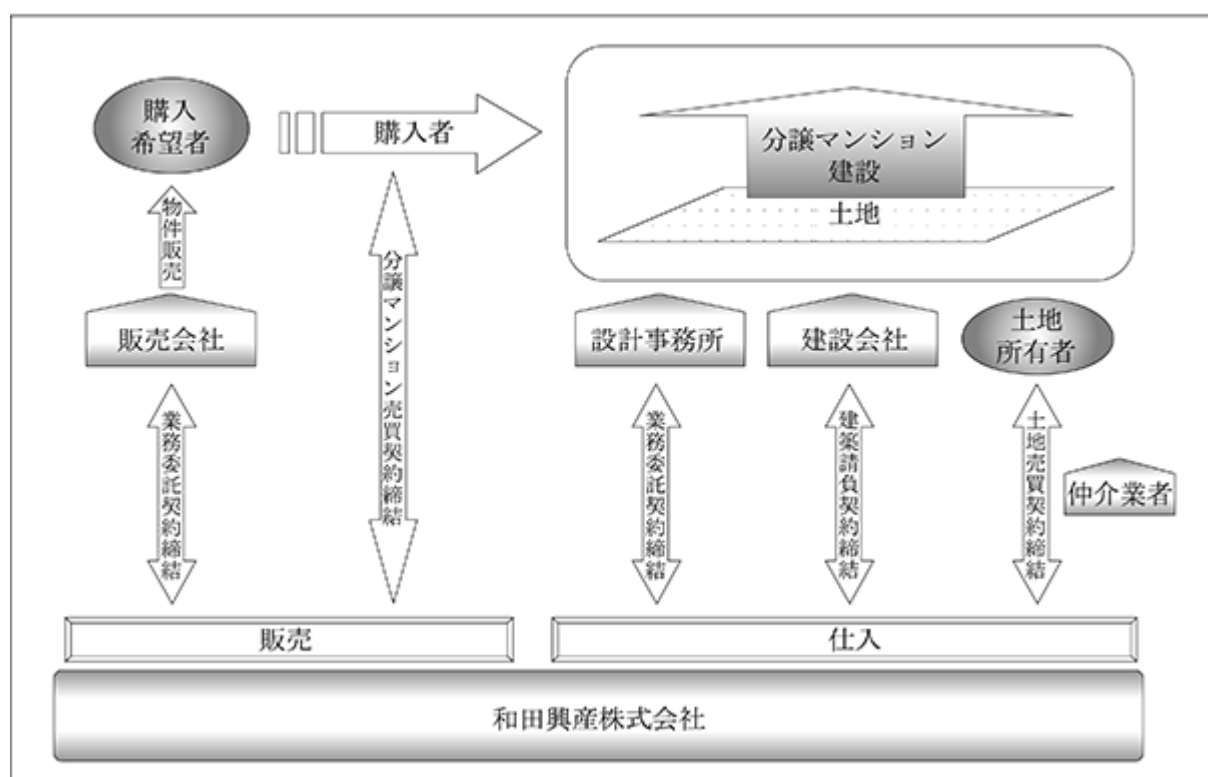 購入
希望者
購入者
分譲マンション
建設
土地
物件販売
分譲マンション売買契約締結
販売会社
設計事務所
建設会社
土地
所有者
業務委託契約締結
業務委託契約締結
建築請負契約締結
土地売買契約締結
仲介業者
販売
仕入
和田興産株式会社